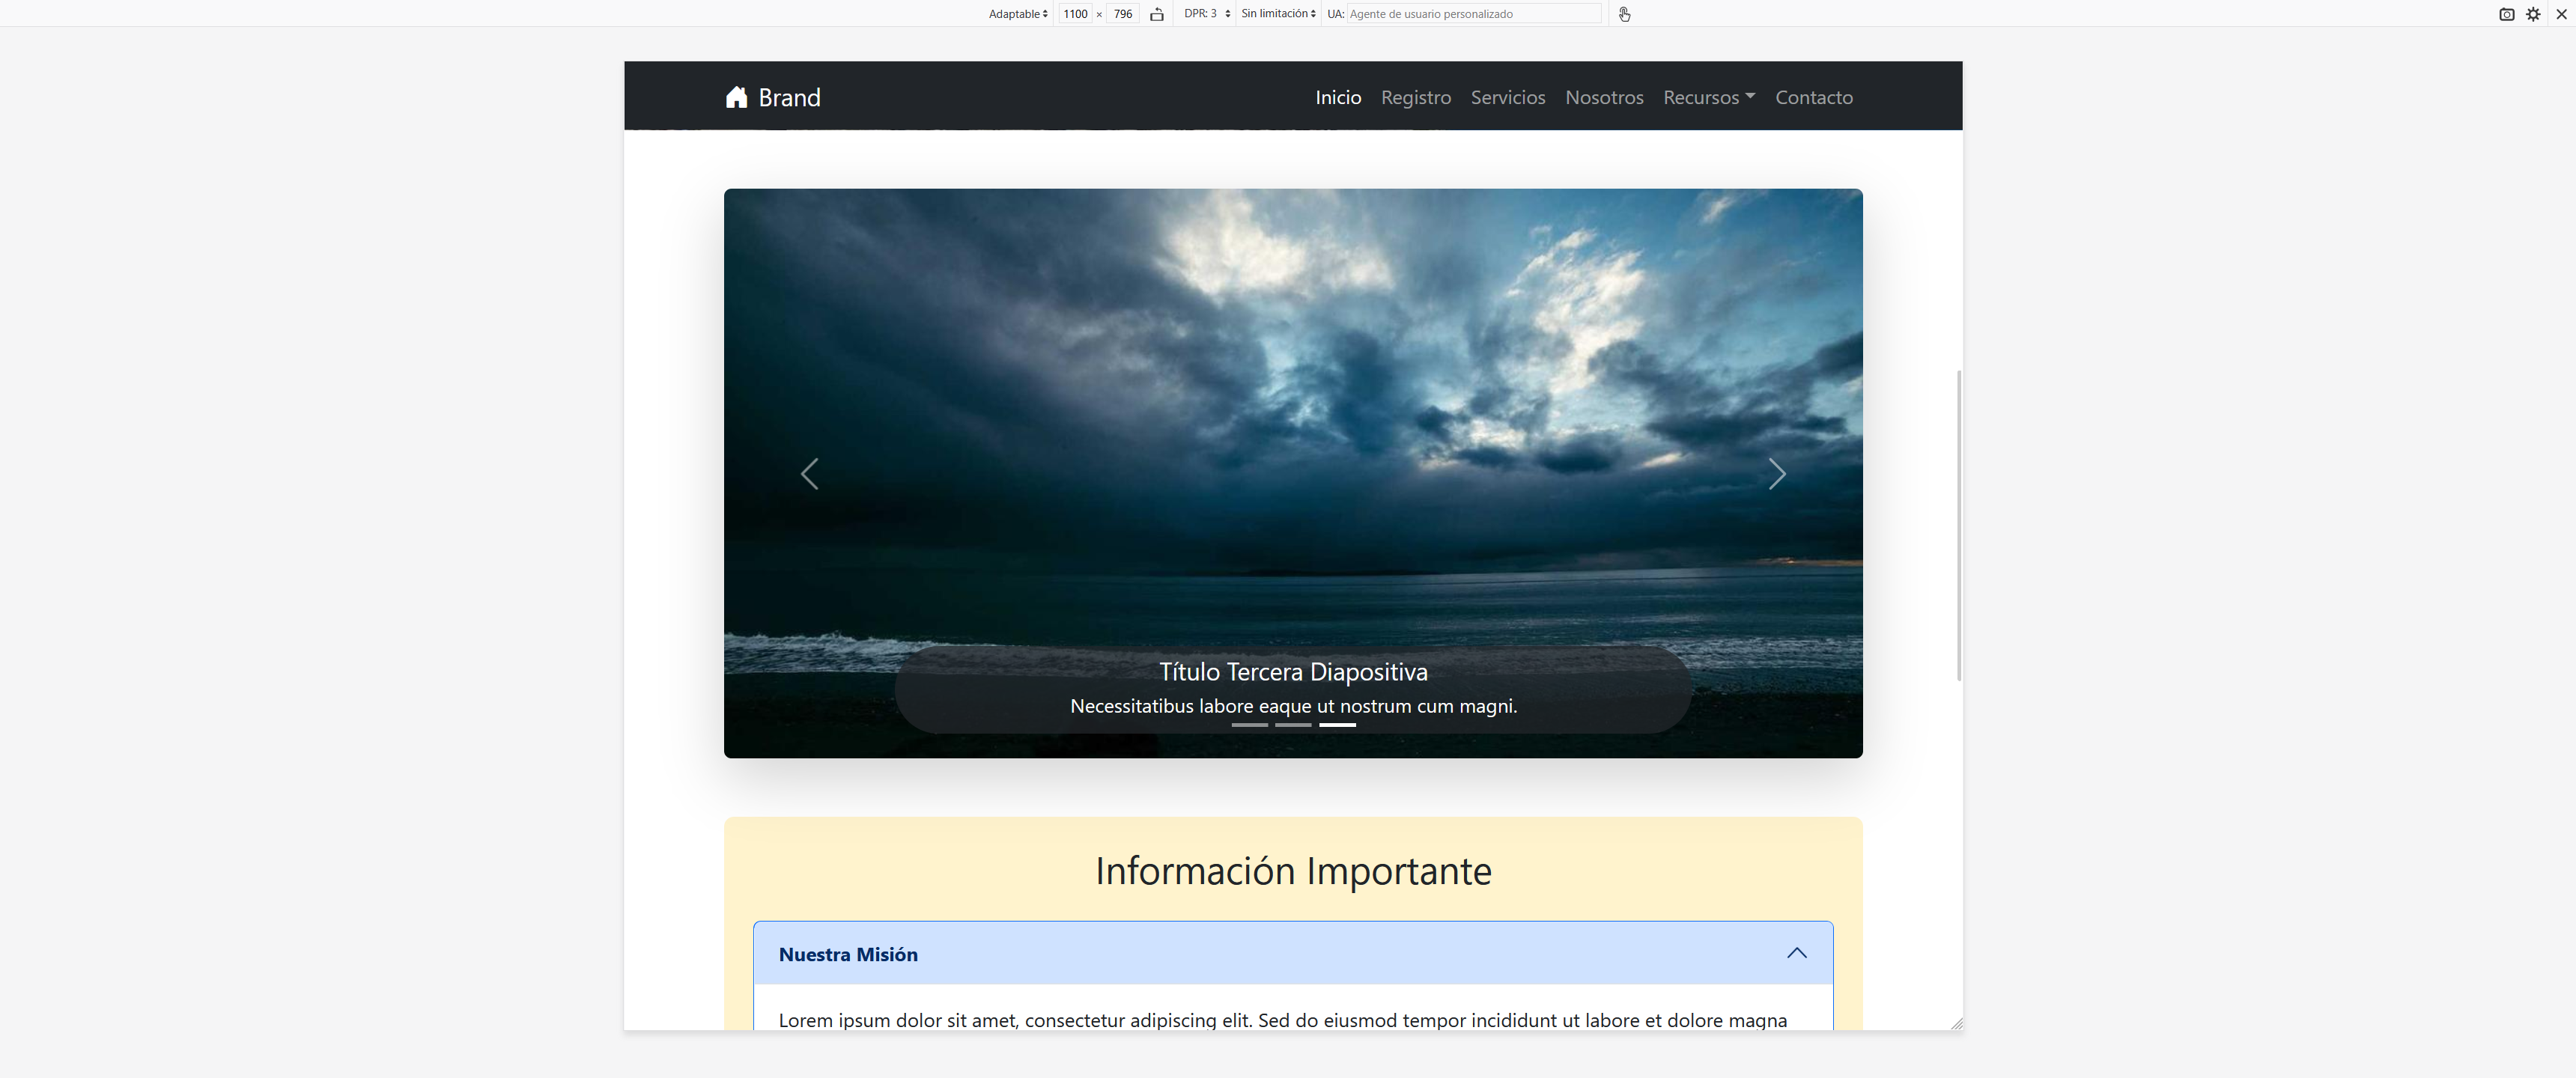 Adaptable 1100 × 796 DPR: 3 Sin limitación UA: Agente de usuario personalizado
Brand Inicio Registro Servicios Nosotros Recursos Contacto
Título Tercera Diapositiva
Necessitatibus labore eaque ut nostrum cum magni.
Información Importante
Nuestra Misión
Lorem ipsum dolor sit amet, consectetur adipiscing elit. Sed do eiusmod tempor incididunt ut labore et dolore magna